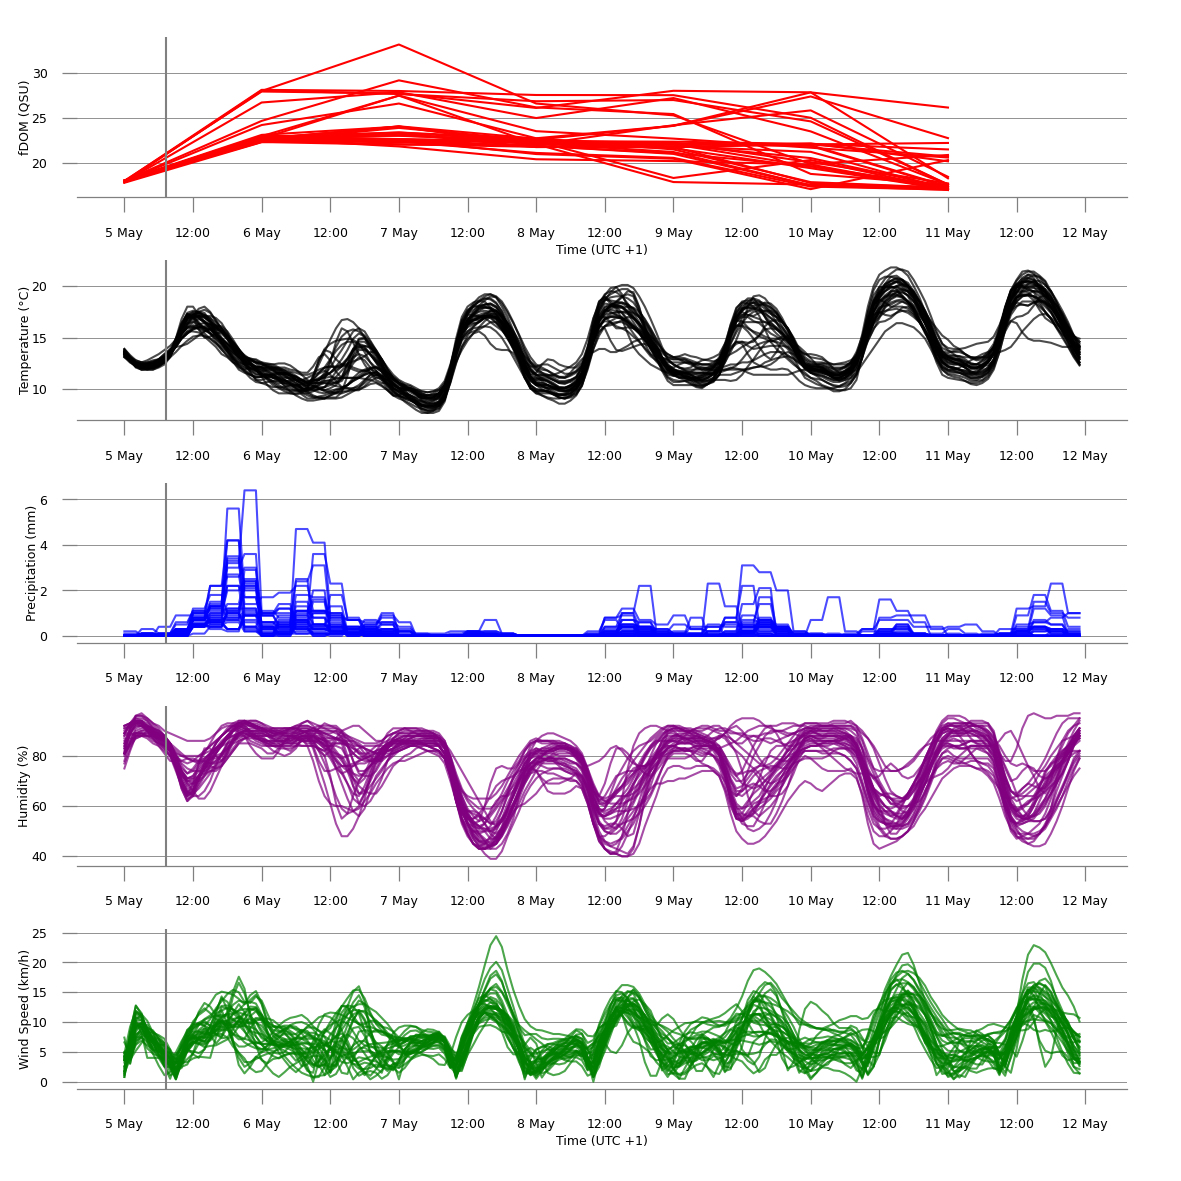 fDOM (QSU)
30
25
20
5 May 12:00 6 May 12:00 7 May 12:00 8 May 12:00 9 May 12:00 10 May 12:00 11 May 12:00 12 May
Time (UTC +1)
Temperature (°C)
20
15
10
5 May 12:00 6 May 12:00 7 May 12:00 8 May 12:00 9 May 12:00 10 May 12:00 11 May 12:00 12 May
Precipitation (mm)
6
4
2
0
5 May 12:00 6 May 12:00 7 May 12:00 8 May 12:00 9 May 12:00 10 May 12:00 11 May 12:00 12 May
Humidity (%)
80
60
40
5 May 12:00 6 May 12:00 7 May 12:00 8 May 12:00 9 May 12:00 10 May 12:00 11 May 12:00 12 May
Wind Speed (km/h)
25
20
15
10
5
0
5 May 12:00 6 May 12:00 7 May 12:00 8 May 12:00 9 May 12:00 10 May 12:00 11 May 12:00 12 May
Time (UTC +1)